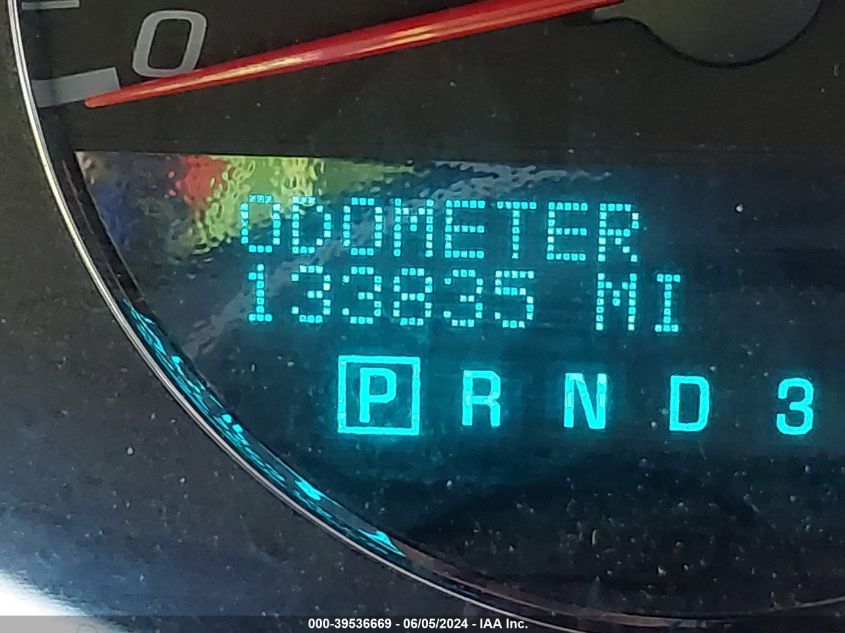 0
ODOMETER
133835 MI
P R N D 3
000-39536669 - 06/05/2024 - IAA Inc.